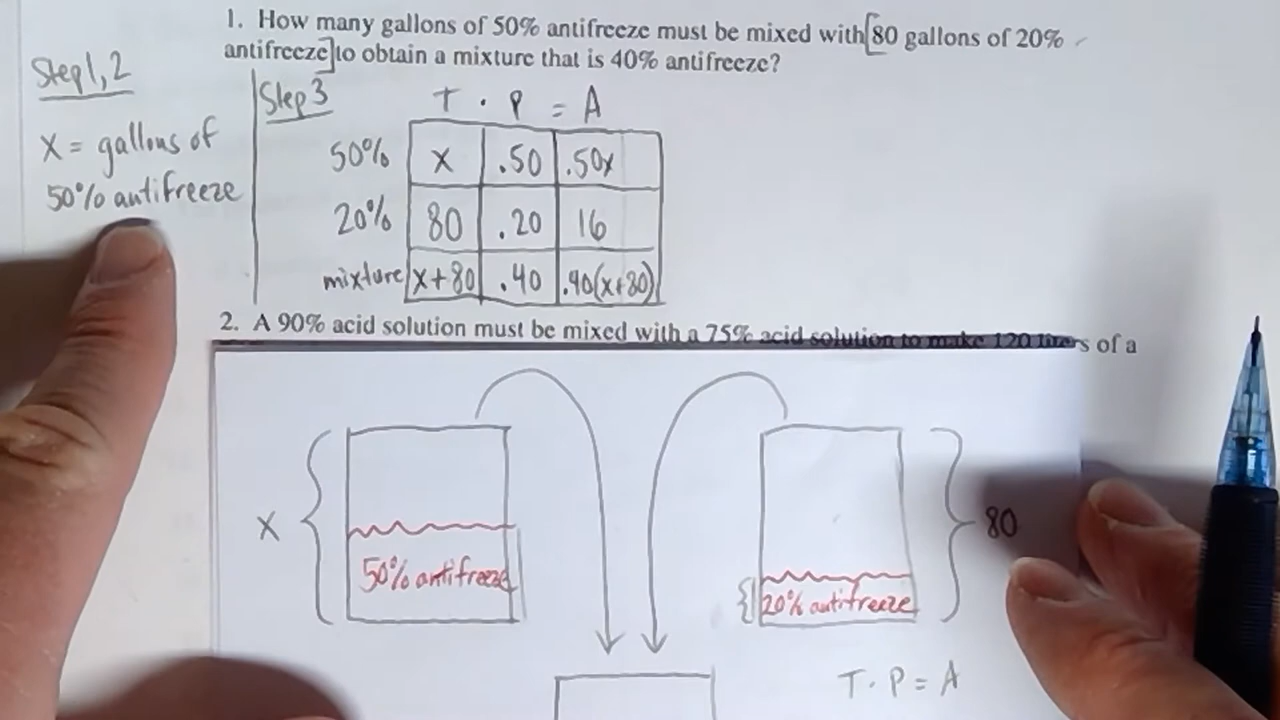 1. How many gallons of 50% antifreeze must be mixed with [80 gallons of 20%
antifreeze] to obtain a mixture that is 40% antifreeze?
Step 1, 2
x = gallons of
50% antifreeze
Step 3
T · P = A
50% x .50 .50x
20% 80 .20 16
mixture x+80 .40 .40(x+80)
2. A 90% acid solution must be mixed with a 75% acid solution to make 120 liters of a
x
50% antifreeze
20% antifreeze
80
T · P = A